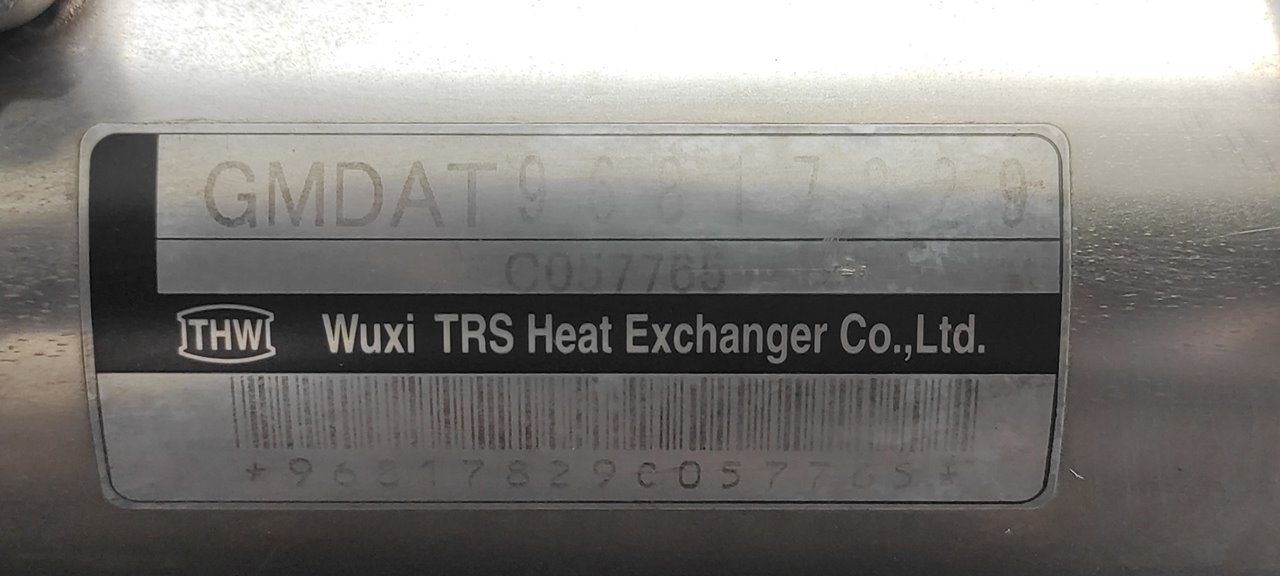 GMDAT96817829
C057765
THW Wuxi TRS Heat Exchanger Co.,Ltd.
*96817829C057765*